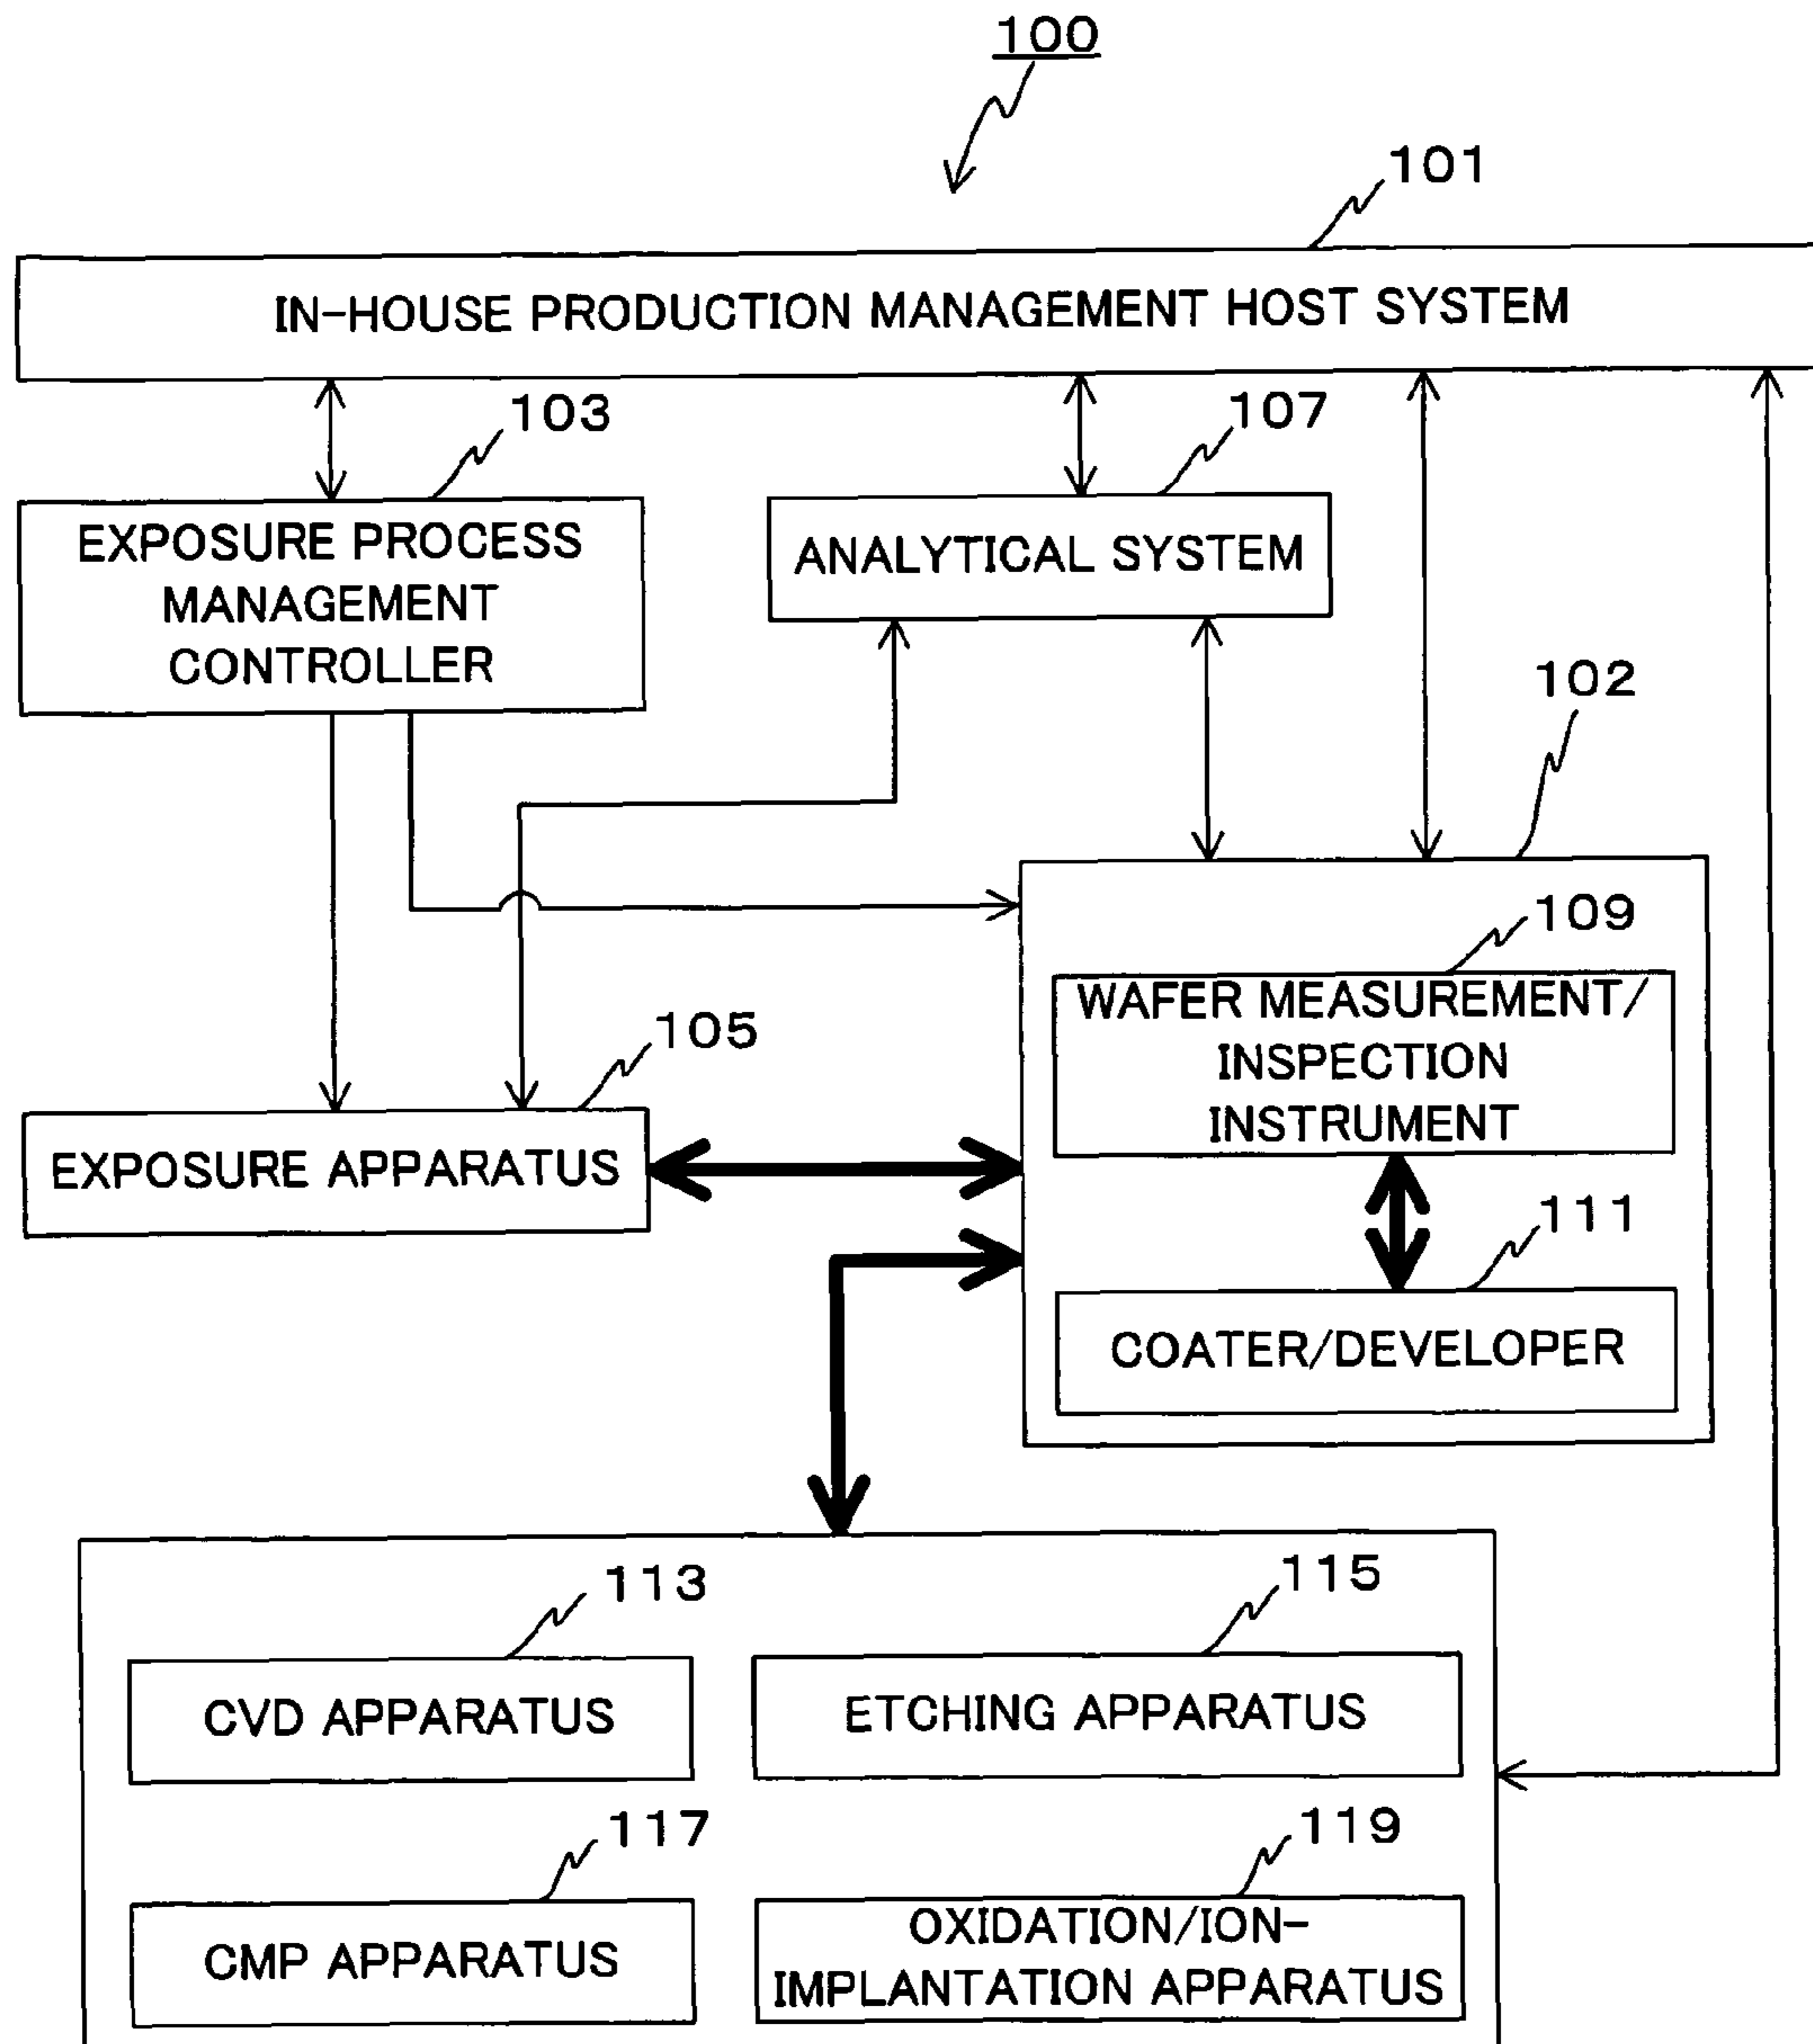 100
101
IN-HOUSE PRODUCTION MANAGEMENT HOST SYSTEM
103
107
EXPOSURE PROCESS
MANAGEMENT
CONTROLLER
ANALYTICAL SYSTEM
102
109
WAFER MEASUREMENT/
INSPECTION
INSTRUMENT
105
EXPOSURE APPARATUS
111
COATER/DEVELOPER
113
115
CVD APPARATUS
ETCHING APPARATUS
117
119
CMP APPARATUS
OXIDATION/ION-
IMPLANTATION APPARATUS